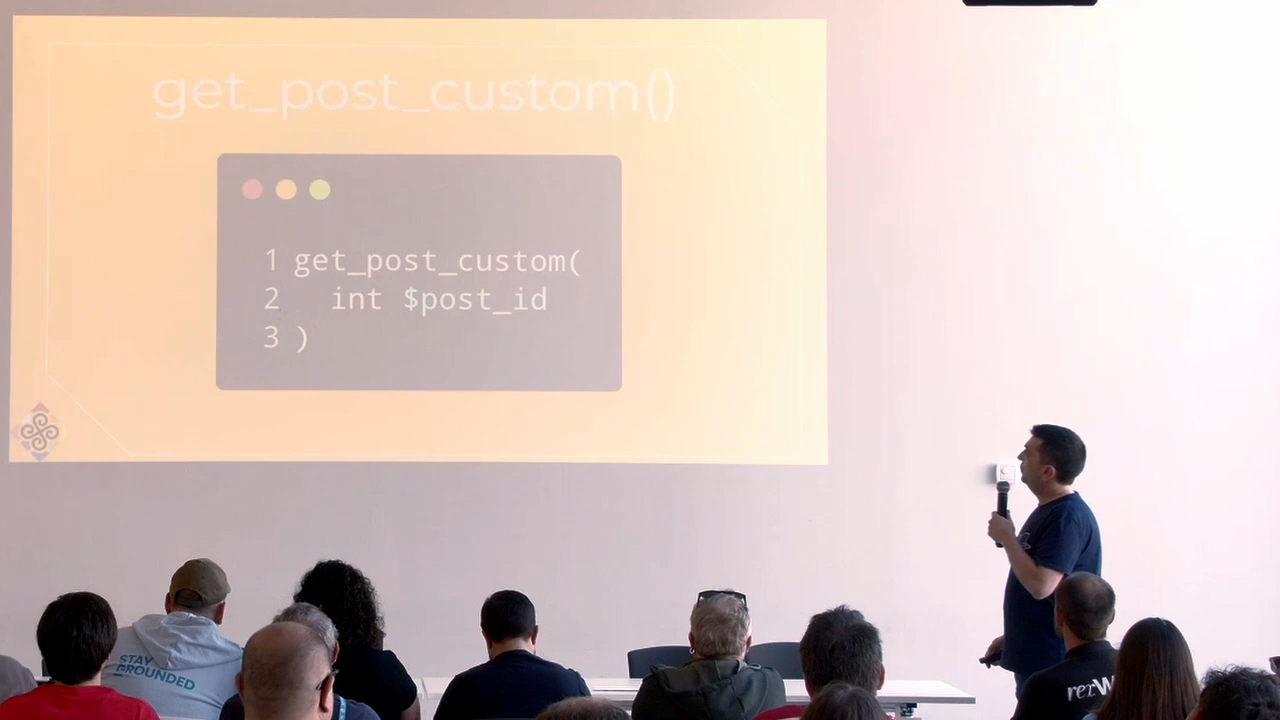 get_post_custom()
1 get_post_custom(
2 int $post_id
3 )
STAY
GROUNDED